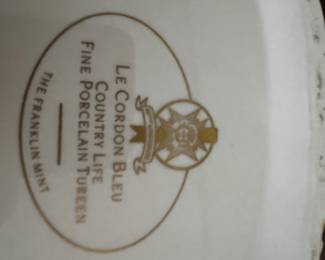 LE CORDON BLEU
COUNTRY LIFE
FINE PORCELAIN TUREEN
THE FRANKLIN MINT